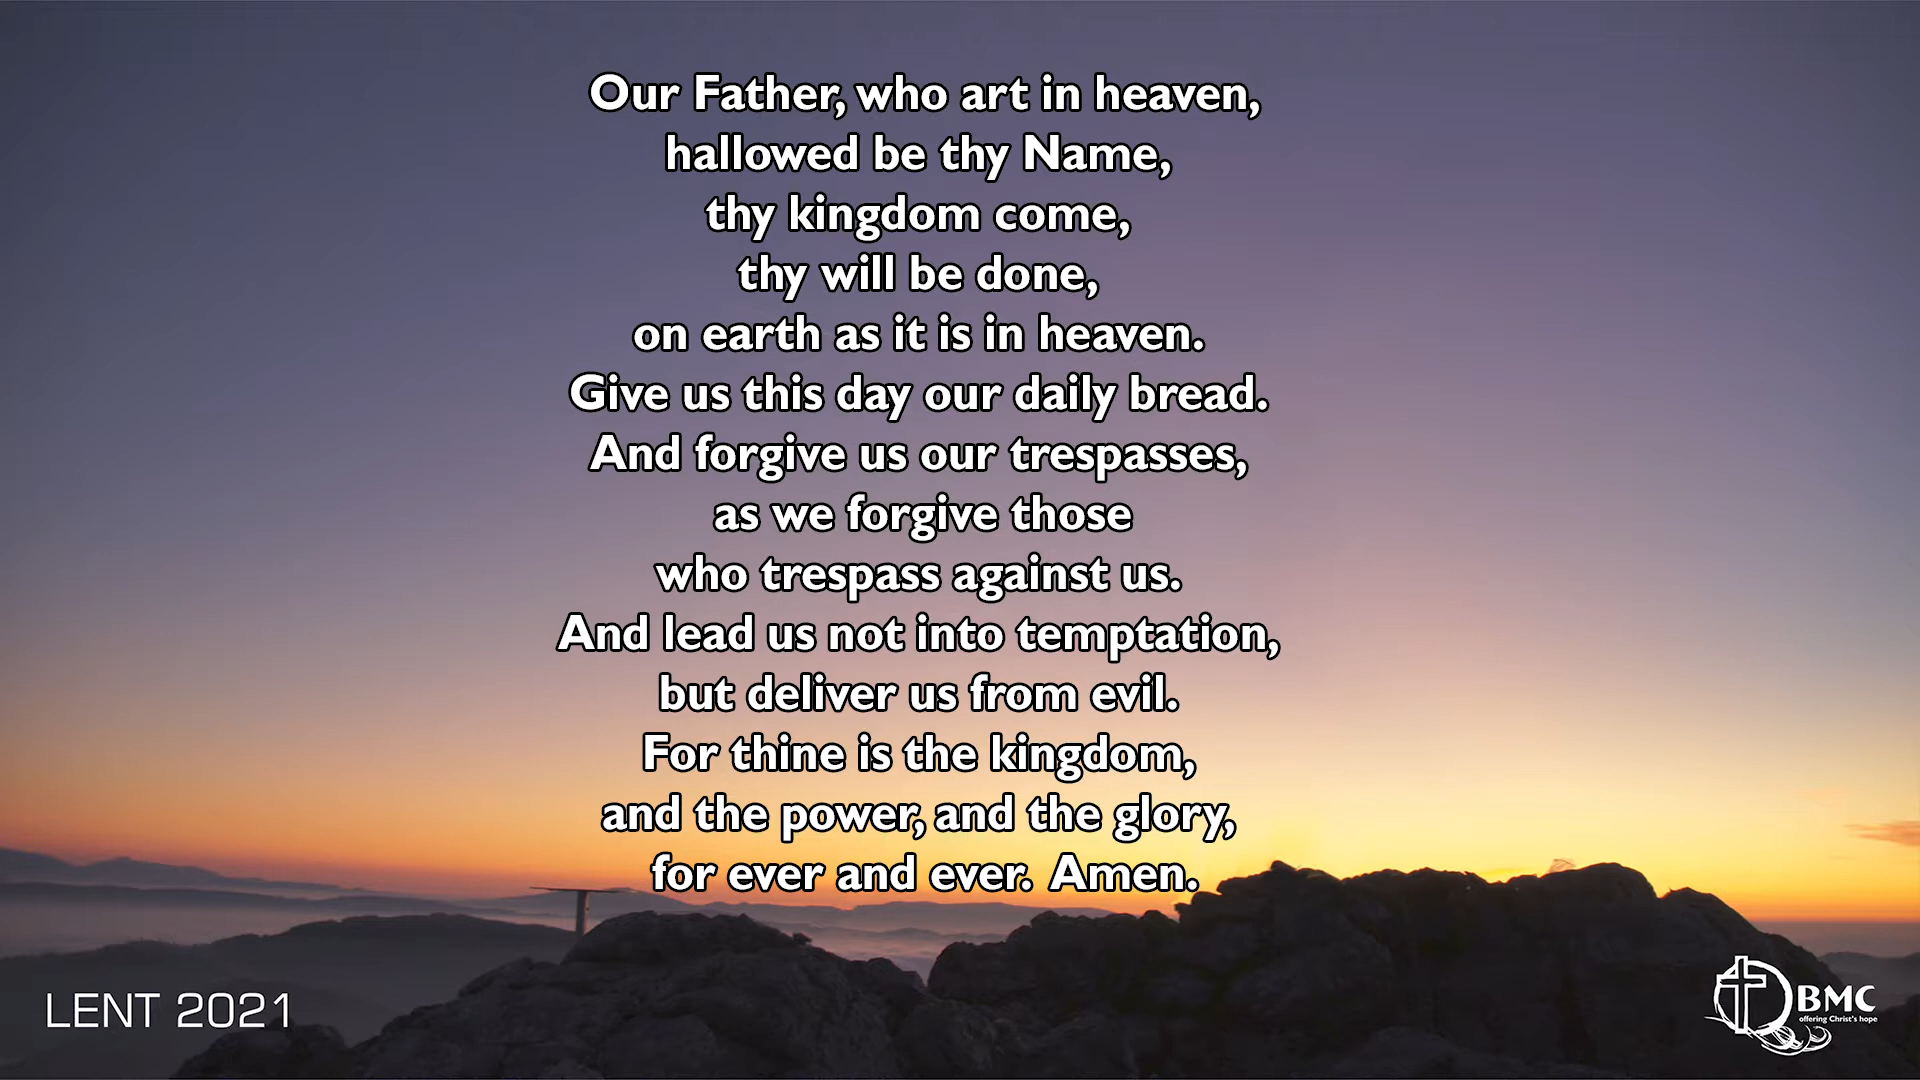 Our Father, who art in heaven,
hallowed be thy Name,
thy kingdom come,
thy will be done,
on earth as it is in heaven.
Give us this day our daily bread.
And forgive us our trespasses,
as we forgive those
who trespass against us.
And lead us not into temptation,
but deliver us from evil.
For thine is the kingdom,
and the power, and the glory,
for ever and ever. Amen.
LENT 2021
BMC
offering Christ's hope